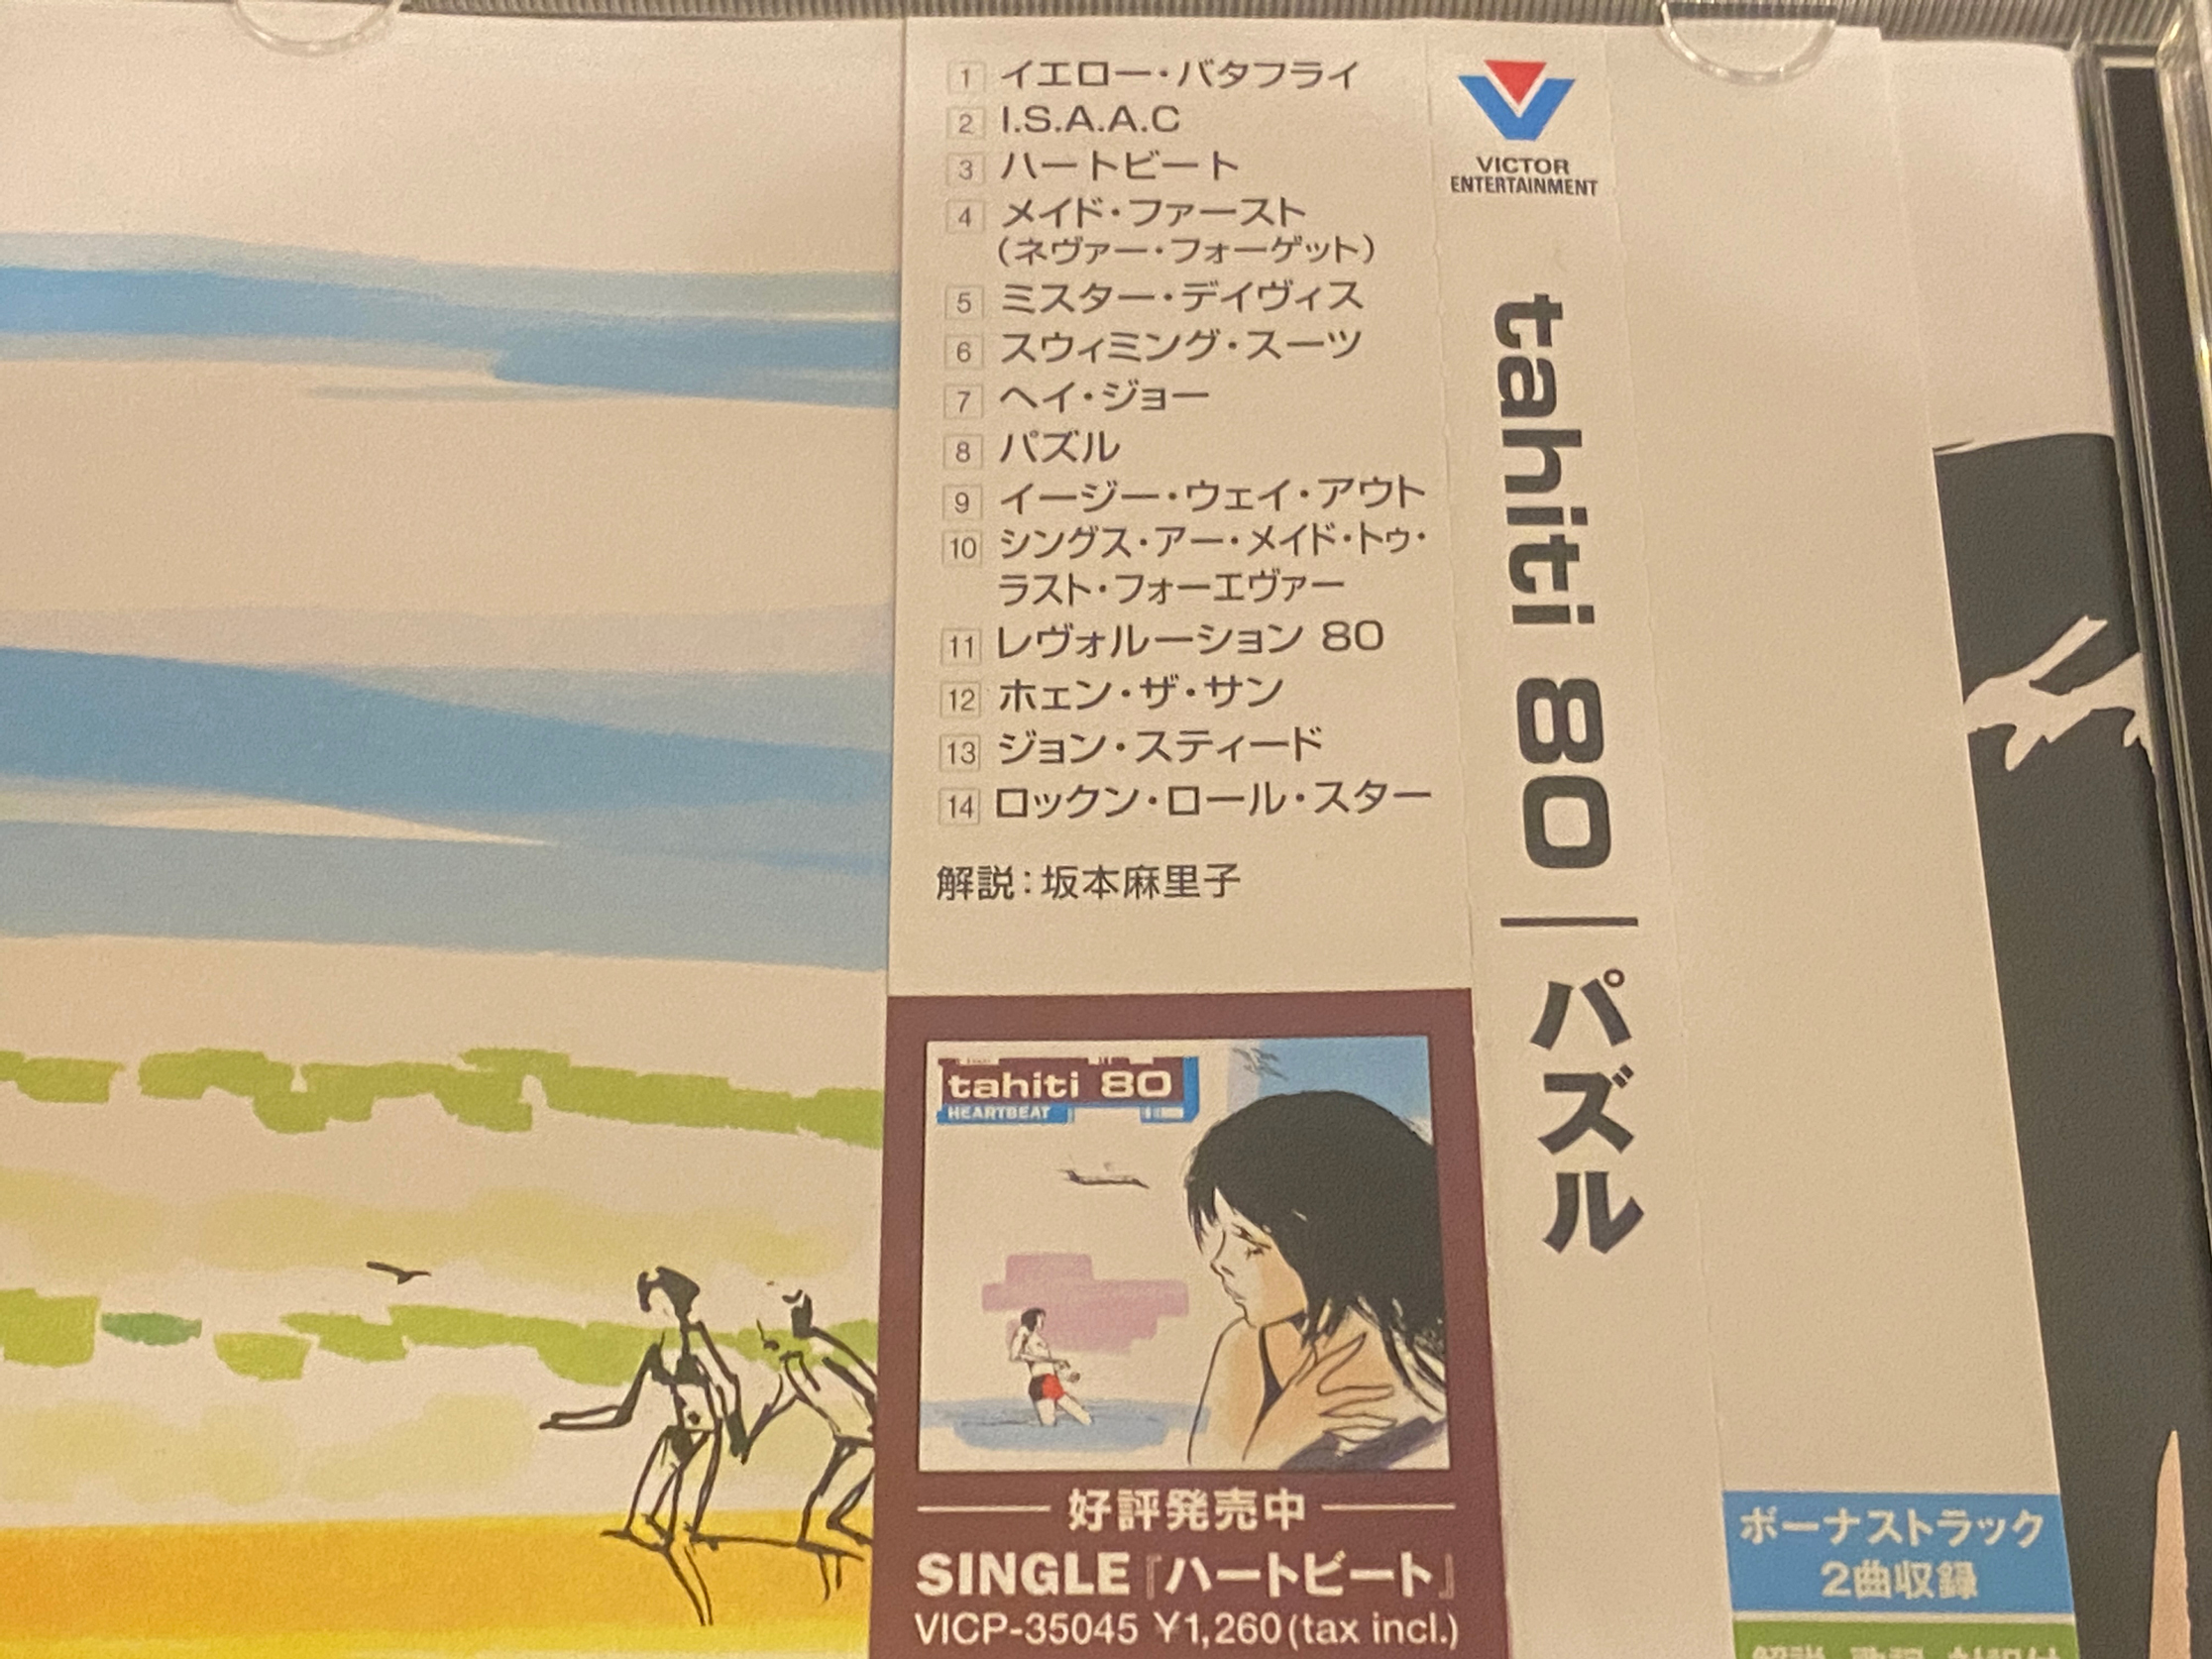 1 イエロー・バタフライ
2 I.S.A.A.C
3 ハートビート
4 メイド・ファースト
(ネヴァー・フォーゲット)
5 ミスター・デイヴィス
6 スウィミング・スーツ
7 ヘイ・ジョー
8 パズル
9 イージー・ウェイ・アウト
10 シングス・アー・メイド・トゥ・
ラスト・フォーエヴァー
11 レヴォルーション 80
12 ホェン・ザ・サン
13 ジョン・スティード
14 ロックン・ロール・スター
解説:坂本麻里子
tahiti 80
HEARTBEAT
好評発売中
SINGLE『ハートビート』
VICP-35045 ¥1,260(tax incl.)
VICTOR
ENTERTAINMENT
tahiti 80 | パズル
ボーナストラック
2曲収録